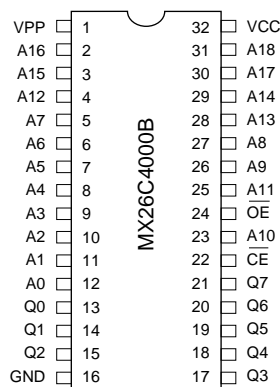 VPP 1 32 VCC
A16 2 31 A18
A15 3 30 A17
A12 4 29 A14
A7 5 28 A13
A6 6 27 A8
A5 7 26 A9
A4 8 25 A11
A3 9 24 OE
A2 10 23 A10
A1 11 22 CE
A0 12 21 Q7
Q0 13 20 Q6
Q1 14 19 Q5
Q2 15 18 Q4
GND 16 17 Q3
MX26C4000B